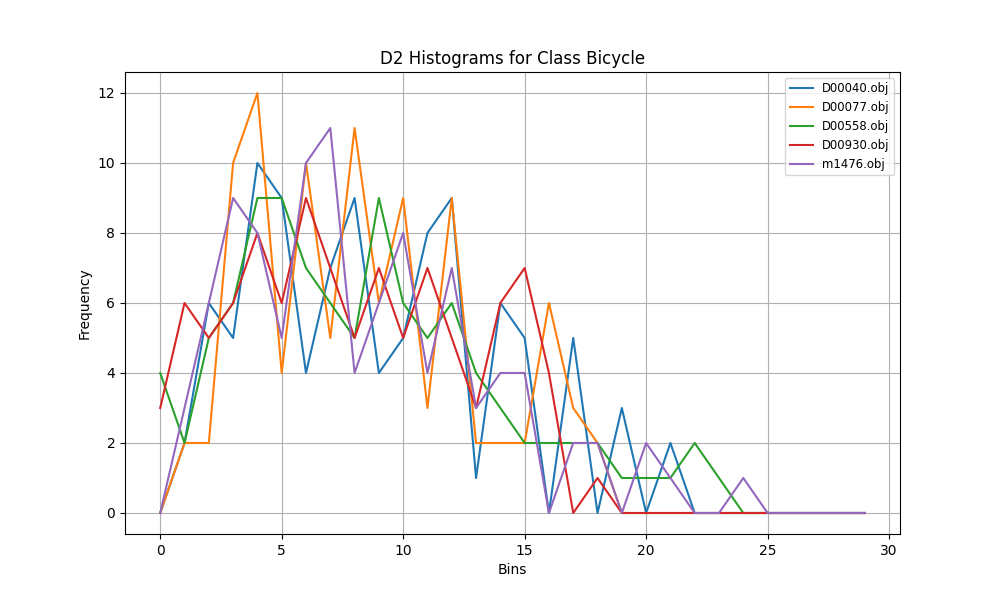 D2 Histograms for Class Bicycle
D00040.obj
D00077.obj
D00558.obj
D00930.obj
m1476.obj
Frequency
12
10
8
6
4
2
0
0 5 10 15 20 25 30
Bins